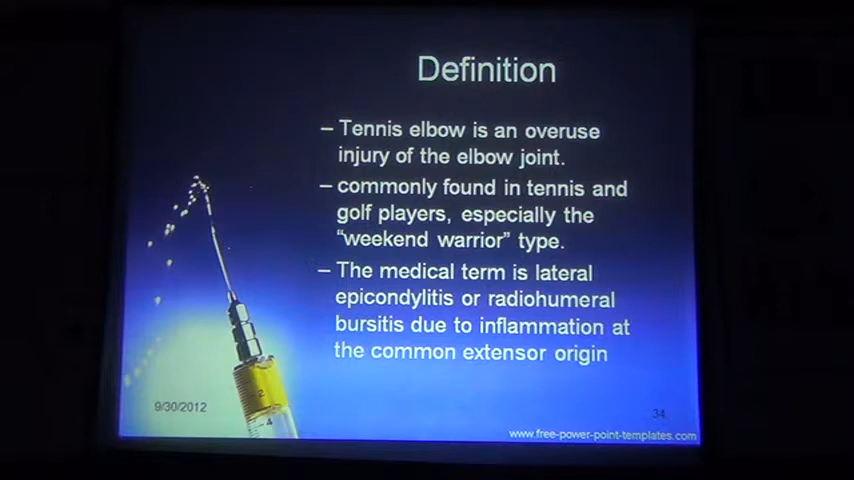 Definition
– Tennis elbow is an overuse
injury of the elbow joint.
– commonly found in tennis and
golf players, especially the
“weekend warrior” type.
– The medical term is lateral
epicondylitis or radiohumeral
bursitis due to inflammation at
the common extensor origin
2
4
9/30/2012
34
www.free-power-point-templates.com